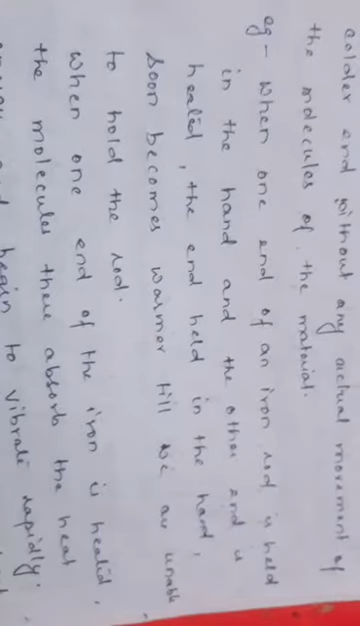 colder end without any actual movement of
the molecules of the material.
eg - when one end of an iron rod is held
in the hand and the other end is
heated, the end held in the hand,
soon becomes warmer till we are unable
to hold the rod.
when one end of the iron is heated,
the molecules there absorb the heat
and begin to vibrate rapidly.